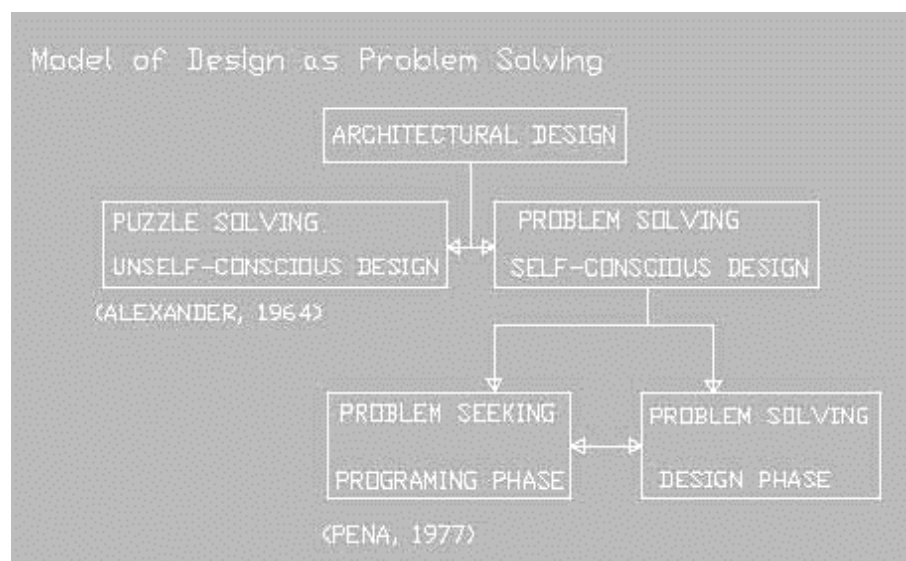 Model of Design as Problem Solving
ARCHITECTURAL DESIGN
PUZZLE SOLVING
UNSELF-CONSCIOUS DESIGN
(ALEXANDER, 1964)
PROBLEM SOLVING
SELF-CONSCIOUS DESIGN
PROBLEM SEEKING
PROGRAMING PHASE
(PENA, 1977)
PROBLEM SOLVING
DESIGN PHASE